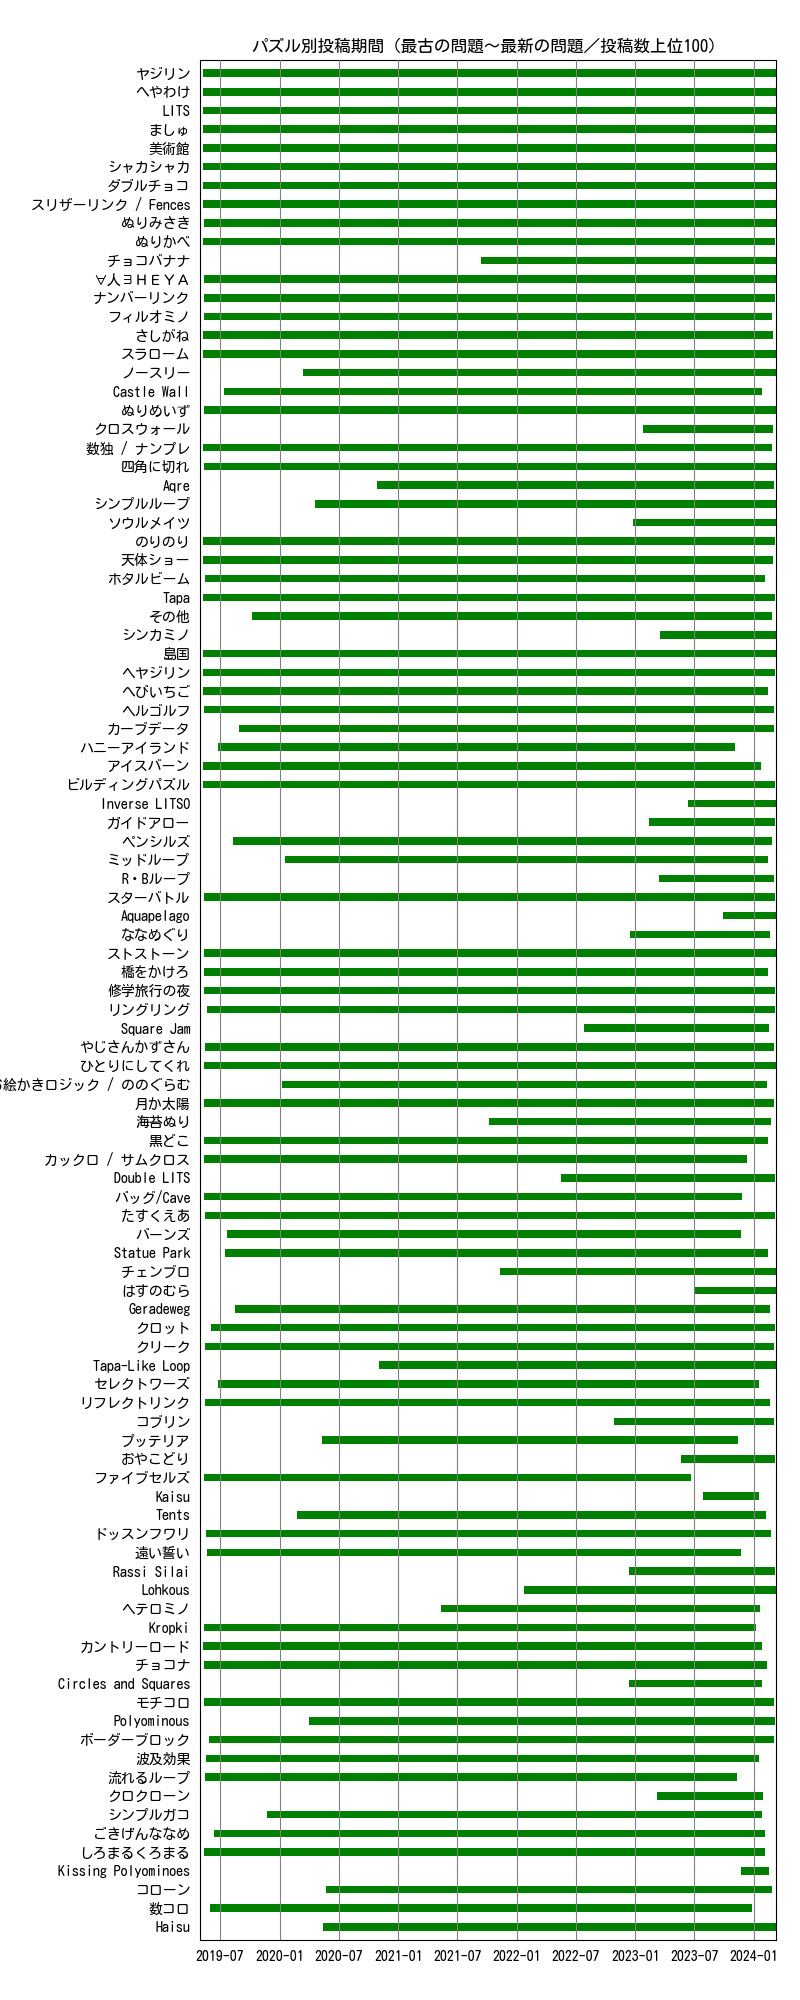 パズル別投稿期間（最古の問題～最新の問題／投稿数上位100）
ヤジリン
へやわけ
LITS
ましゅ
美術館
シャカシャカ
ダブルチョコ
スリザーリンク / Fences
ぬりみさき
ぬりかべ
チョコバナナ
∀人∃ＨＥＹＡ
ナンバーリンク
フィルオミノ
さしがね
スラローム
ノースリー
Castle Wall
ぬりめいず
クロスウォール
数独 / ナンプレ
四角に切れ
Aqre
シンプルループ
ソウルメイツ
のりのり
天体ショー
ホタルビーム
Tapa
その他
シンカミノ
島国
ヘヤジリン
へびいちご
ヘルゴルフ
カーブデータ
ハニーアイランド
アイスバーン
ビルディングパズル
Inverse LITSO
ガイドアロー
ペンシルズ
ミッドループ
R・Bループ
スターバトル
Aquapelago
ななめぐり
ストストーン
橋をかけろ
修学旅行の夜
リングリング
Square Jam
やじさんかずさん
ひとりにしてくれ
絵かきロジック / ののぐらむ
月か太陽
海苔ぬり
黒どこ
カックロ / サムクロス
Double LITS
バッグ/Cave
たすくえあ
バーンズ
Statue Park
チェンブロ
はすのむら
Geradeweg
クロット
クリーク
Tapa-Like Loop
セレクトワーズ
リフレクトリンク
コブリン
プッテリア
おやこどり
ファイブセルズ
Kaisu
Tents
ドッスンフワリ
遠い誓い
Rassi Silai
Lohkous
ヘテロミノ
Kropki
カントリーロード
チョコナ
Circles and Squares
モチコロ
Polyominous
ボーダーブロック
波及効果
流れるループ
クロクローン
シンプルガコ
ごきげんななめ
しろまるくろまる
Kissing Polyominoes
コローン
数コロ
Haisu
2019-07 2020-01 2020-07 2021-01 2021-07 2022-01 2022-07 2023-01 2023-07 2024-01